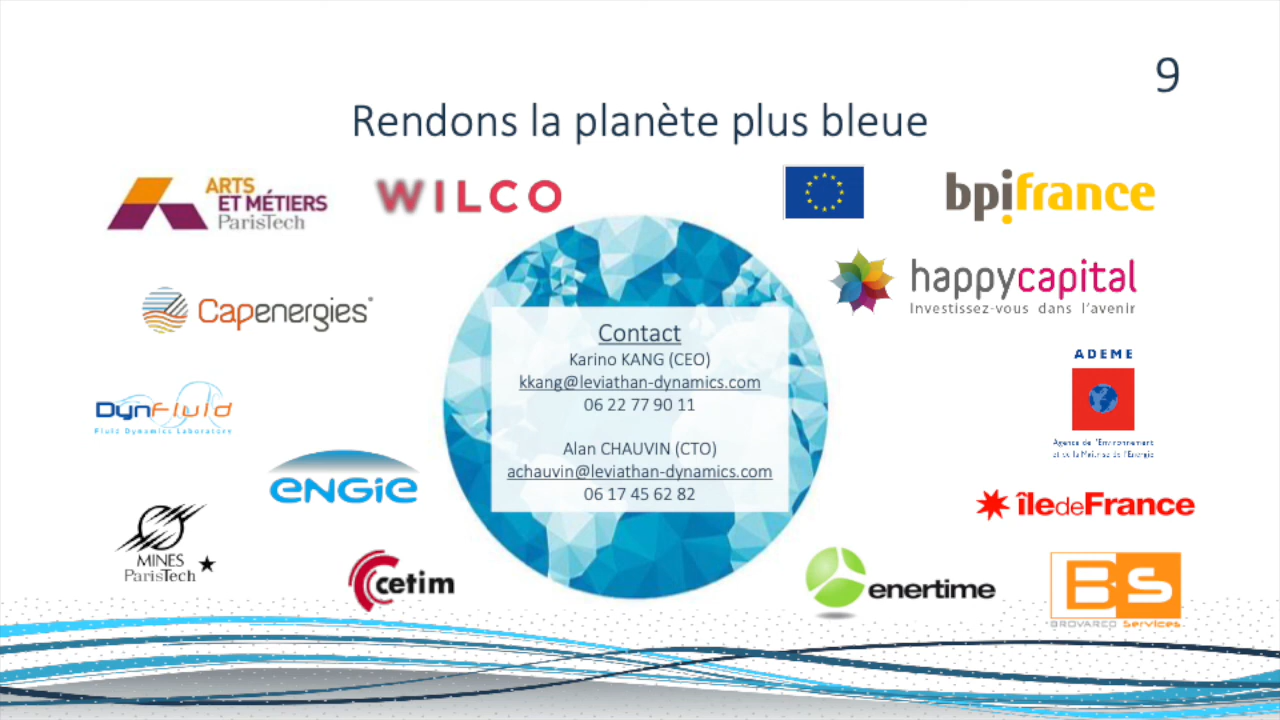 9
Rendons la planète plus bleue
ARTS
ET MÉTIERS
ParisTech
WILCO
bpifrance
happycapital
Investissez-vous dans l'avenir
Capenergies
Contact
Karino KANG (CEO)
kkang@leviathan-dynamics.com
06 22 77 90 11
Alan CHAUVIN (CTO)
achauvin@leviathan-dynamics.com
06 17 45 62 82
ADEME
Agence de l'Environnement
et de la Maîtrise de l'Energie
DynFluid
Fluid Dynamics Laboratory
ENGIE
îledeFrance
MINES
ParisTech
cetim
enertime
BS
BROVARCO Services